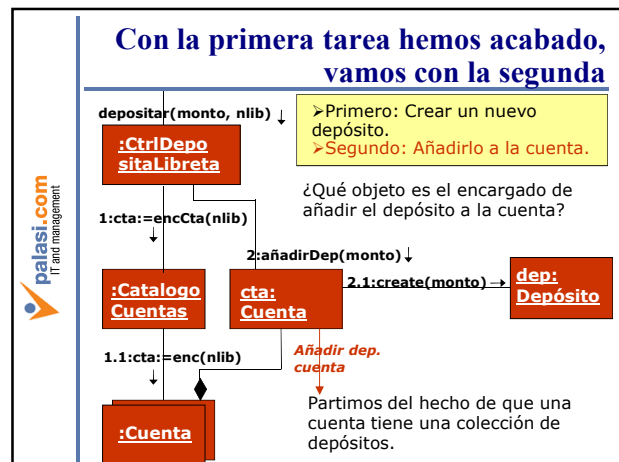 Con la primera tarea hemos acabado,
vamos con la segunda
depositar(monto, nlib)
➢Primero: Crear un nuevo
depósito.
➢Segundo: Añadirlo a la cuenta.
:CtrlDepo
sitaLibreta
¿Qué objeto es el encargado de
añadir el depósito a la cuenta?
1:cta:=encCta(nlib)
2:añadirDep(monto)
2.1:create(monto)
dep:
Depósito
:Catalogo
Cuentas
cta:
Cuenta
1.1:cta:=enc(nlib)
Añadir dep.
cuenta
Partimos del hecho de que una
cuenta tiene una colección de
depósitos.
:Cuenta
palasi.com
IT and management